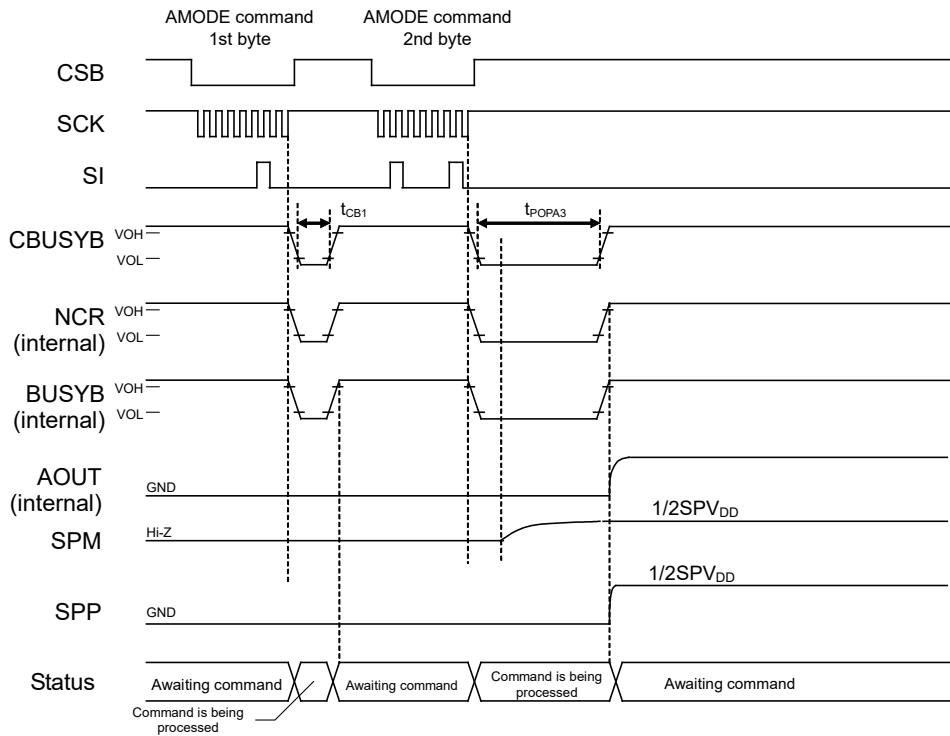 AMODE command
1st byte
AMODE command
2nd byte
CSB
SCK
SI
tCB1
tPOPA3
CBUSYB
VOH
VOL
NCR
(internal)
VOH
VOL
BUSYB
(internal)
VOH
VOL
AOUT
(internal)
GND
1/2SPVDD
SPM
Hi-Z
1/2SPVDD
SPP
GND
Status
Awaiting command
Awaiting command
Command is being
processed
Awaiting command
Command is being
processed